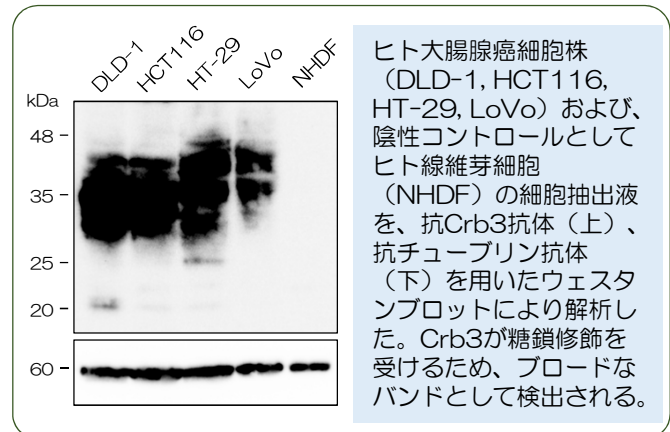 DLD-1
HCT116
HT-29
LoVo
NHDF
kDa
48
35
25
20
60
ヒト大腸腺癌細胞株
（DLD-1, HCT116,
HT-29, LoVo）および、
陰性コントロールとして
ヒト線維芽細胞
（NHDF）の細胞抽出液
を、抗Crb3抗体（上）、
抗チューブリン抗体
（下）を用いたウェスタ
ンブロットにより解析し
た。Crb3が糖鎖修飾を
受けるため、ブロードな
バンドとして検出される。